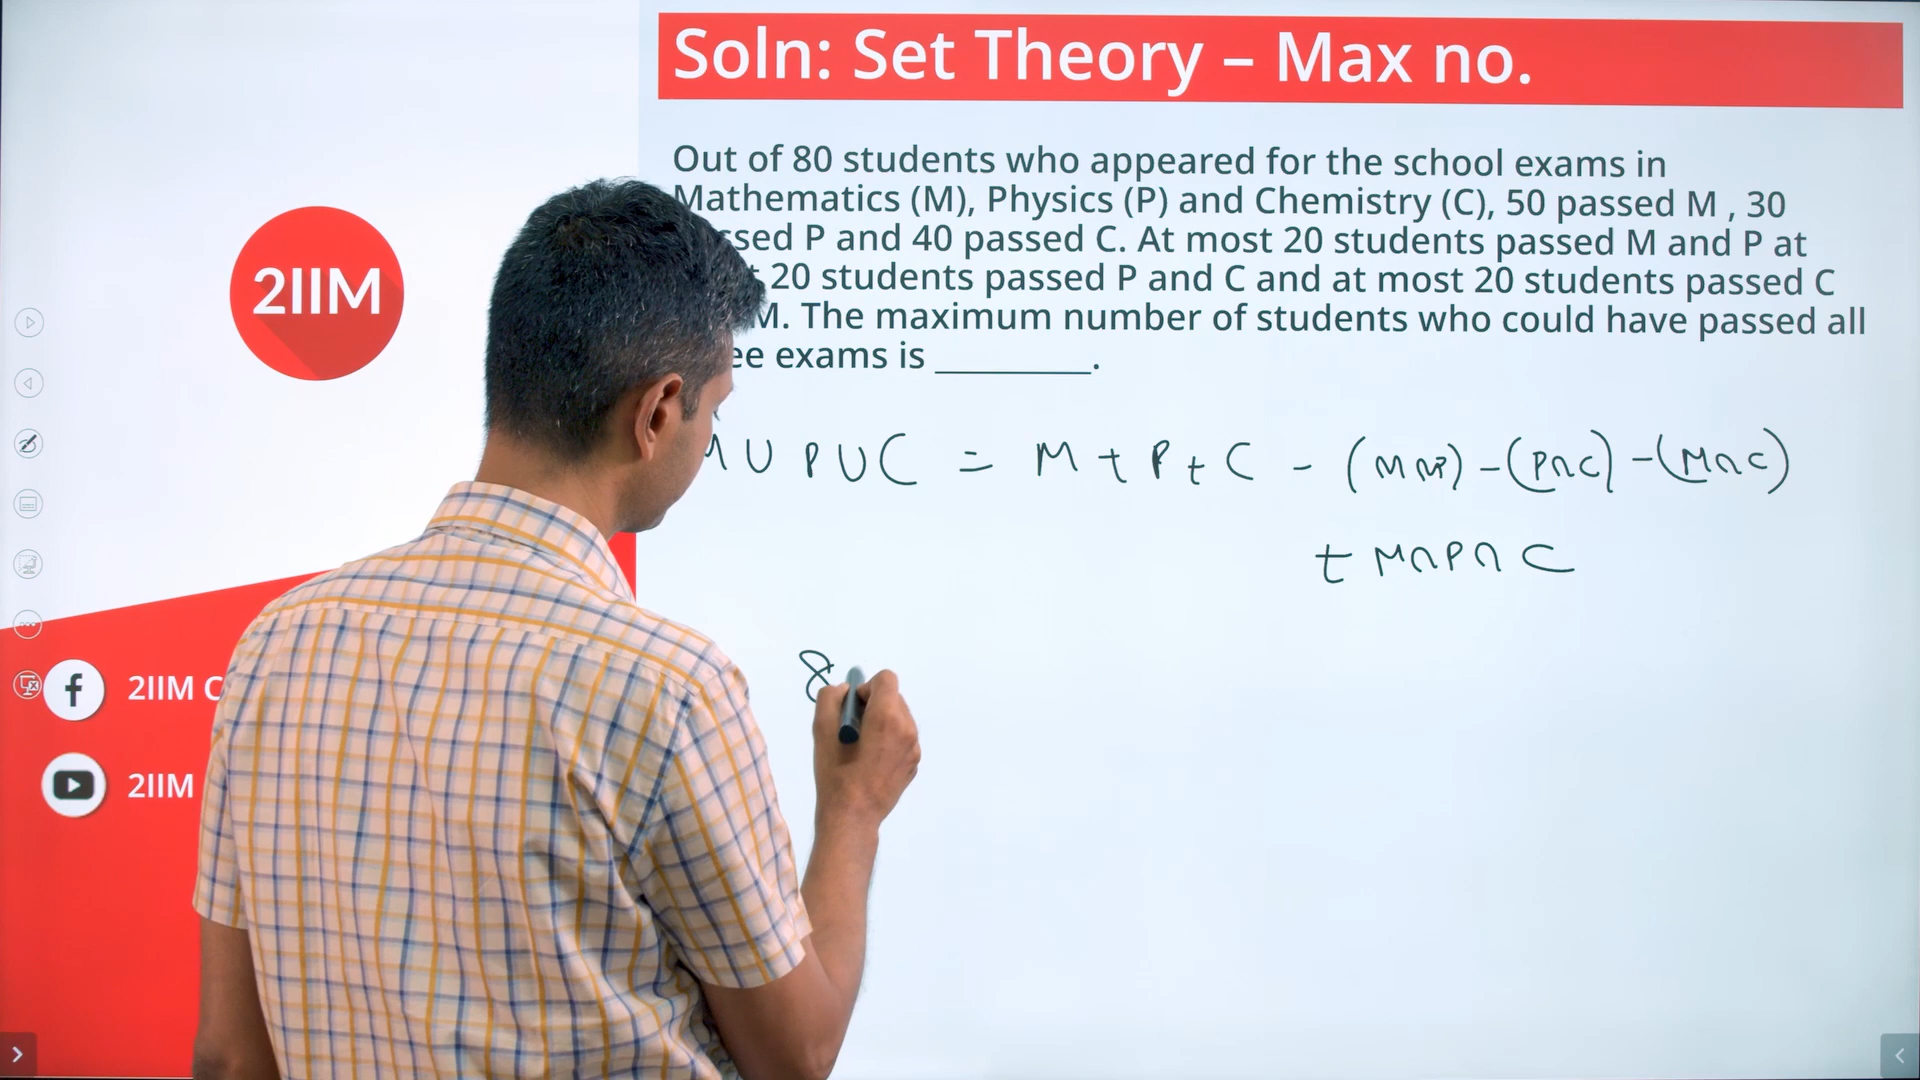 Soln: Set Theory – Max no.
Out of 80 students who appeared for the school exams in
Mathematics (M), Physics (P) and Chemistry (C), 50 passed M , 30
ssed P and 40 passed C. At most 20 students passed M and P at
t 20 students passed P and C and at most 20 students passed C
M. The maximum number of students who could have passed all
ee exams is ________.
2IIM
M U P U C = M + P + C - (M∩P) - (P∩C) - (M∩C)
+ M∩P∩C
8
2IIM C
2IIM